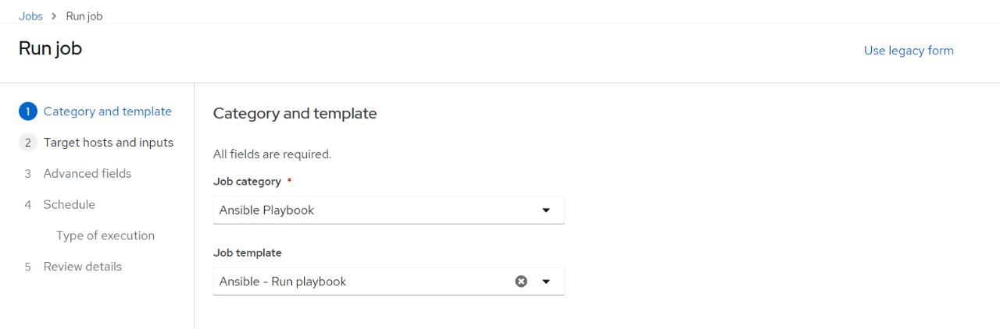 Jobs > Run job
Run job
Use legacy form
1 Category and template
2 Target hosts and inputs
3 Advanced fields
4 Schedule
Type of execution
5 Review details
Category and template
All fields are required.
Job category *
Ansible Playbook
Job template
Ansible - Run playbook